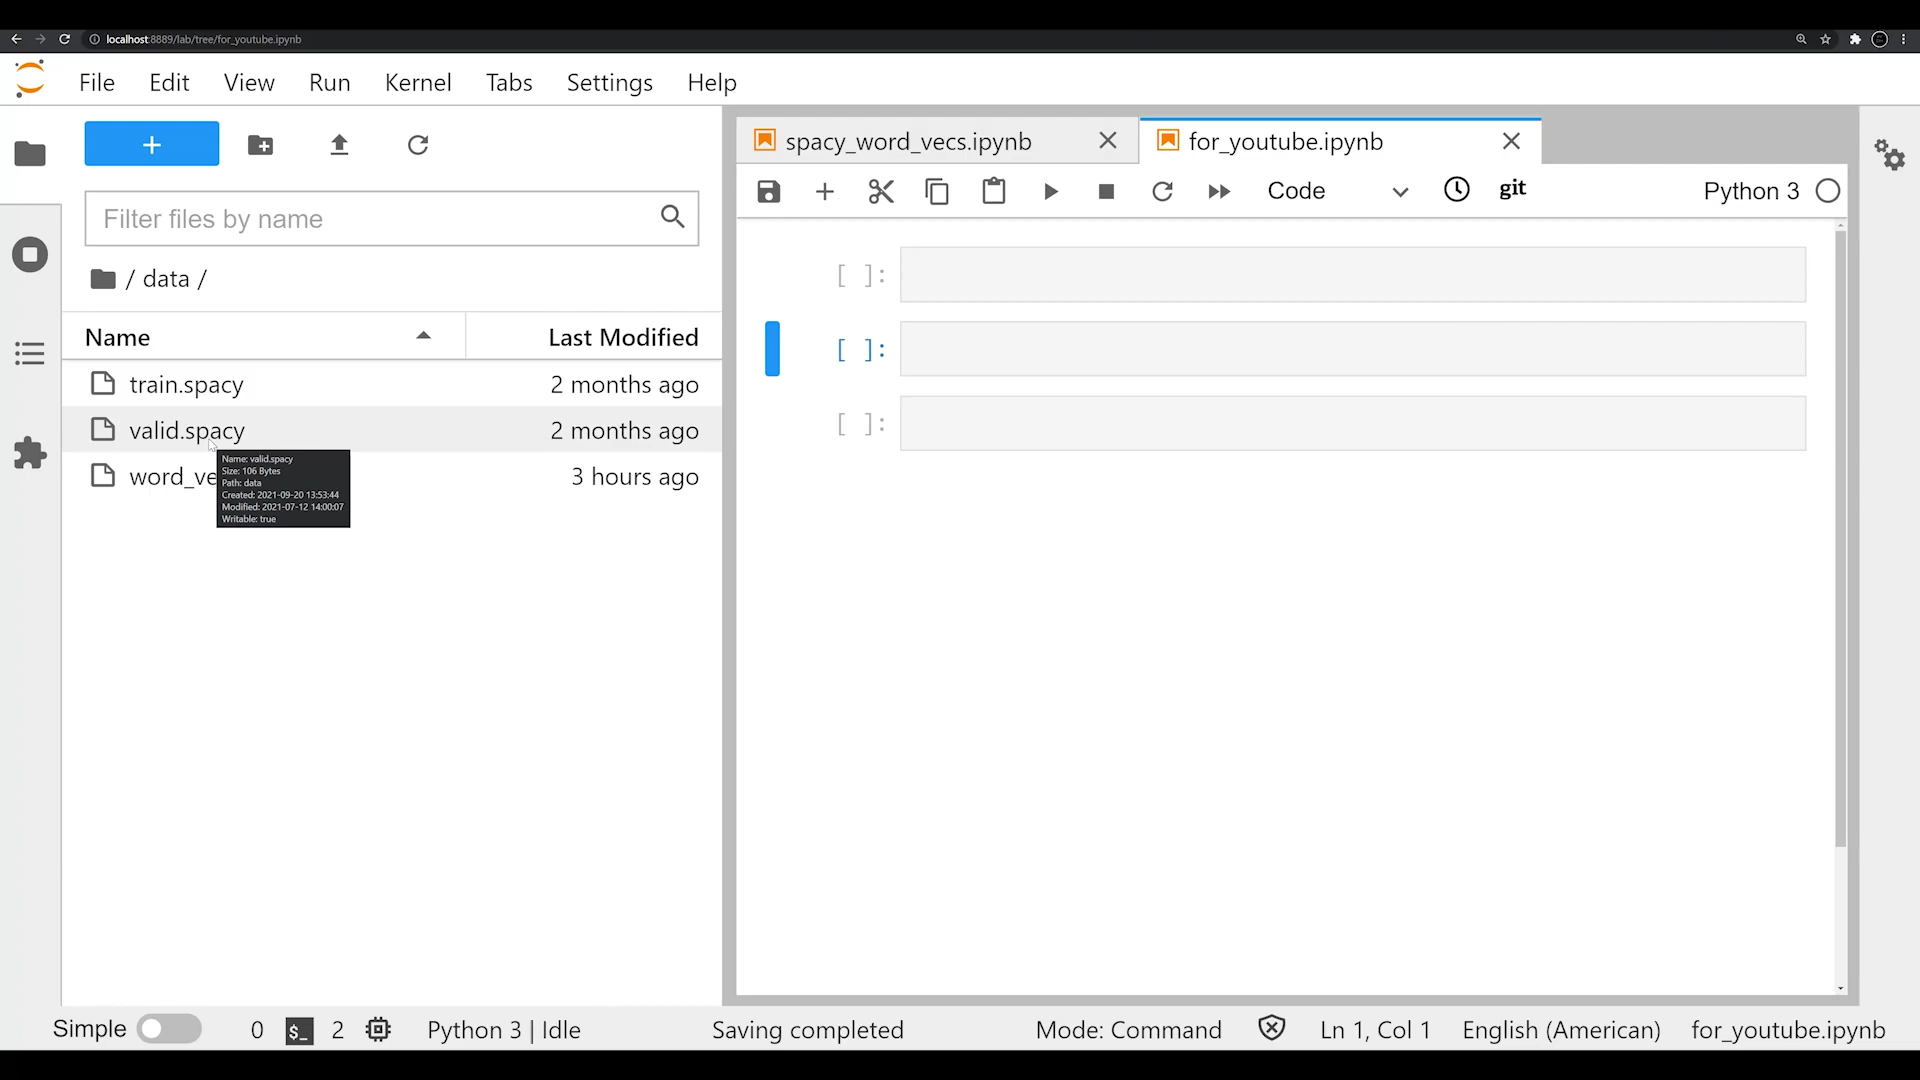 localhost:8889/lab/tree/for_youtube.ipynb
File Edit View Run Kernel Tabs Settings Help
Filter files by name
/ data /
Name Last Modified
train.spacy 2 months ago
valid.spacy 2 months ago
word_ve 3 hours ago
Name: valid.spacy
Size: 106 Bytes
Path: data
Created: 2021-09-20 13:53:44
Modified: 2021-07-12 14:00:07
Writable: true
spacy_word_vecs.ipynb for_youtube.ipynb
Code git Python 3
[ ]:
[ ]:
[ ]:
Simple 0 $_ 2 Python 3 | Idle Saving completed Mode: Command Ln 1, Col 1 English (American) for_youtube.ipynb